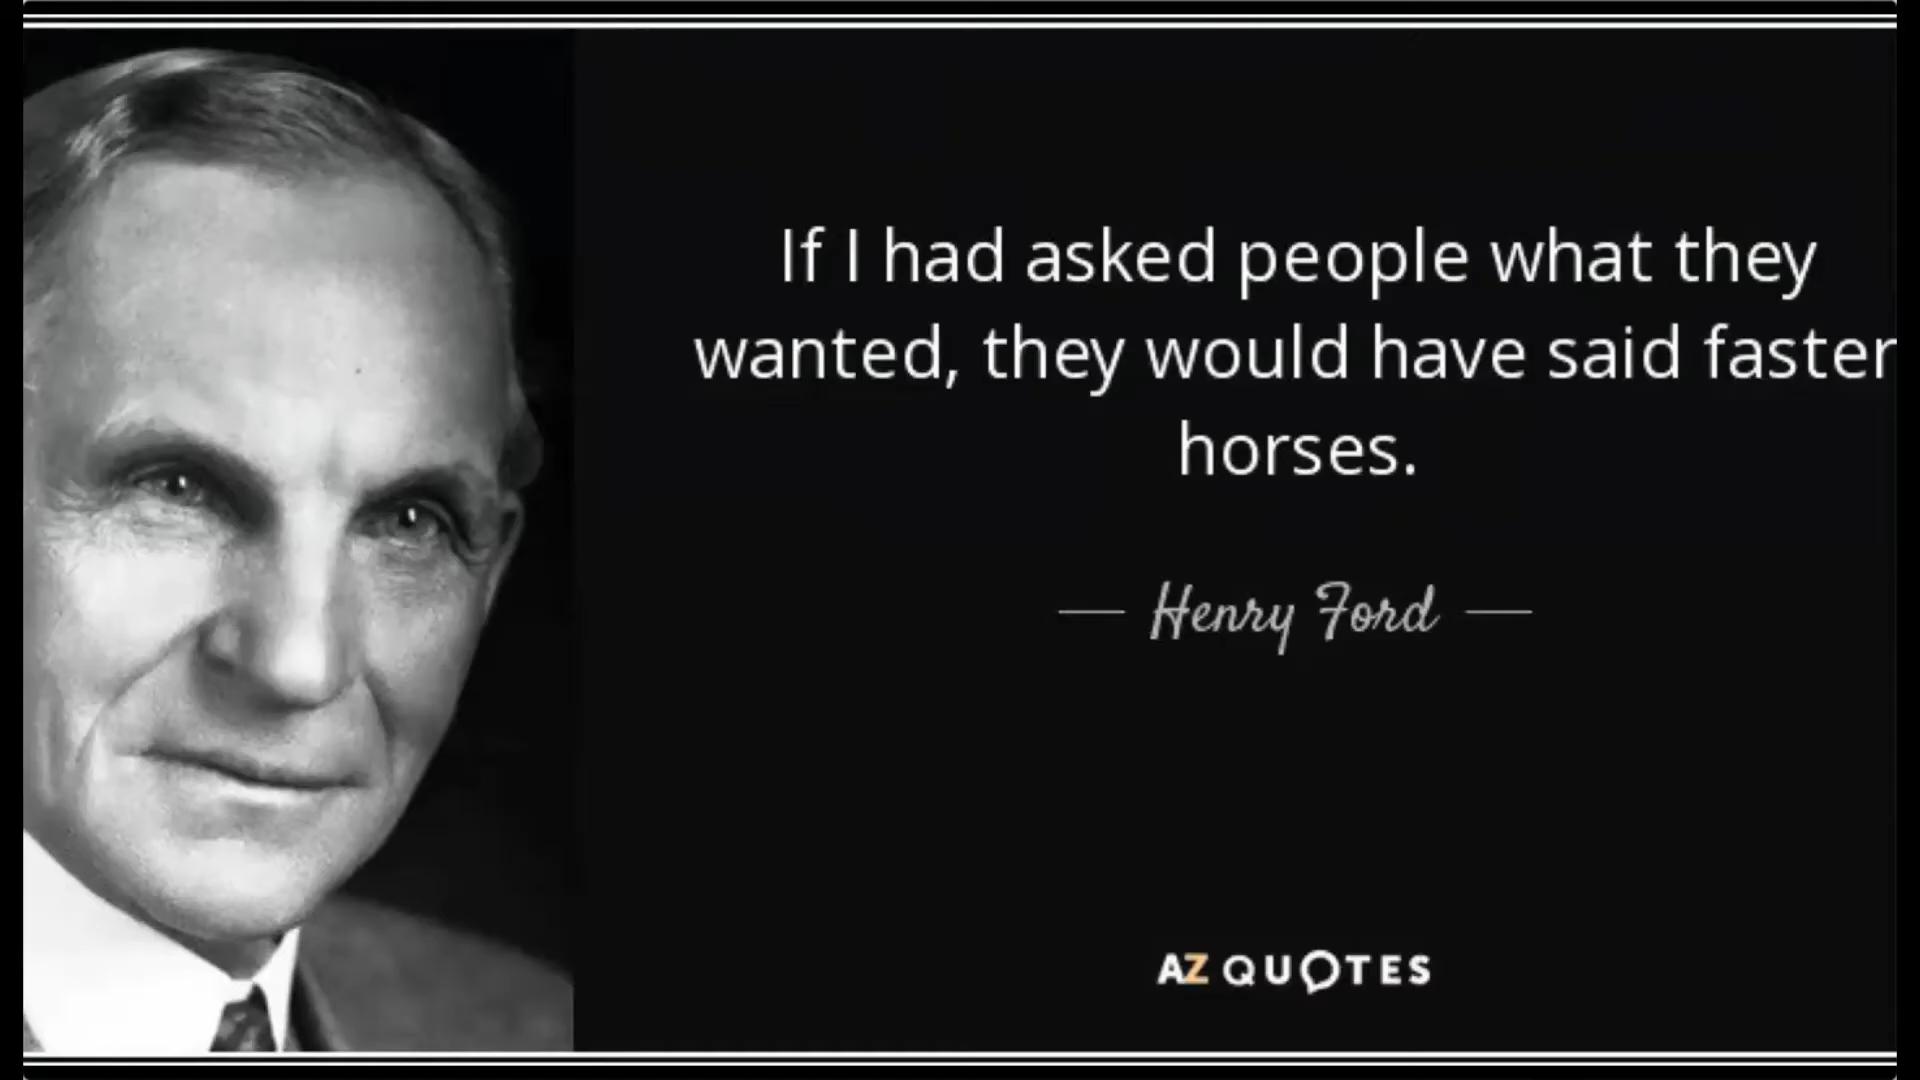 If I had asked people what they
wanted, they would have said faster
horses.
Henry Ford
AZ QUOTES